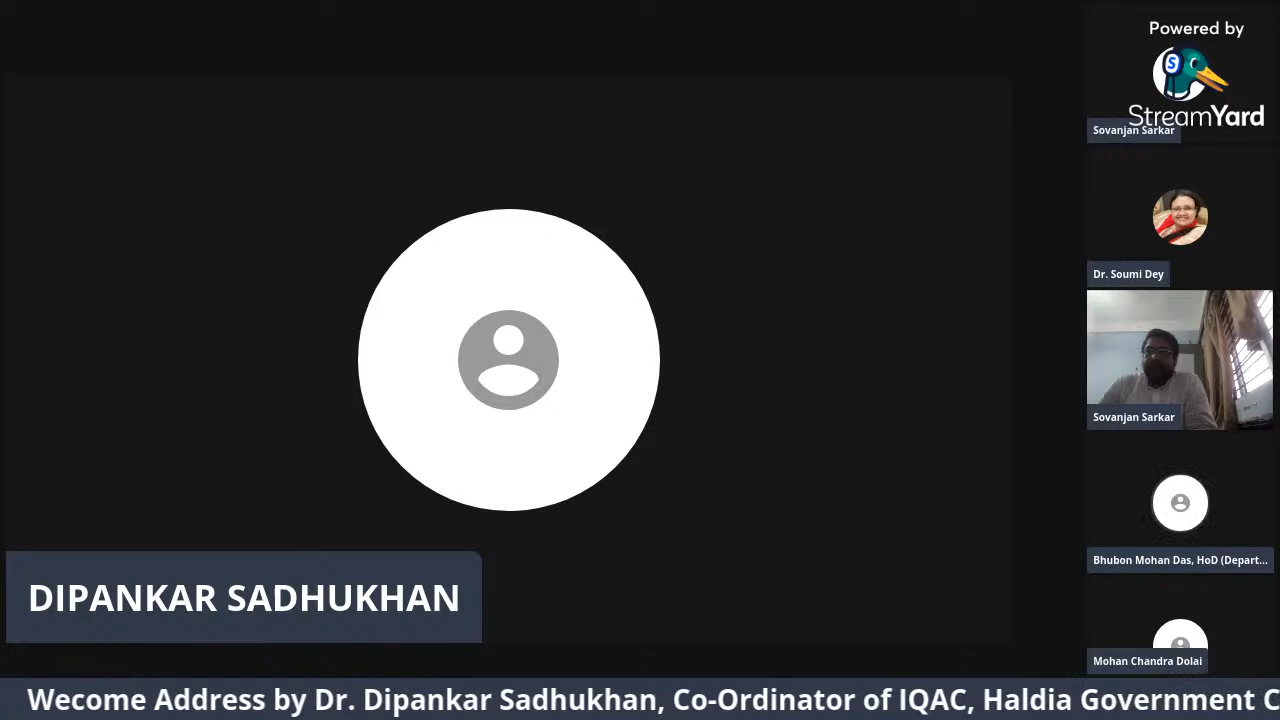 Powered by
StreamYard
Sovanjan Sarkar
Dr. Soumi Dey
Sovanjan Sarkar
Bhubon Mohan Das, HoD (Depart...
Mohan Chandra Dolai
DIPANKAR SADHUKHAN
Wecome Address by Dr. Dipankar Sadhukhan, Co-Ordinator of IQAC, Haldia Government C